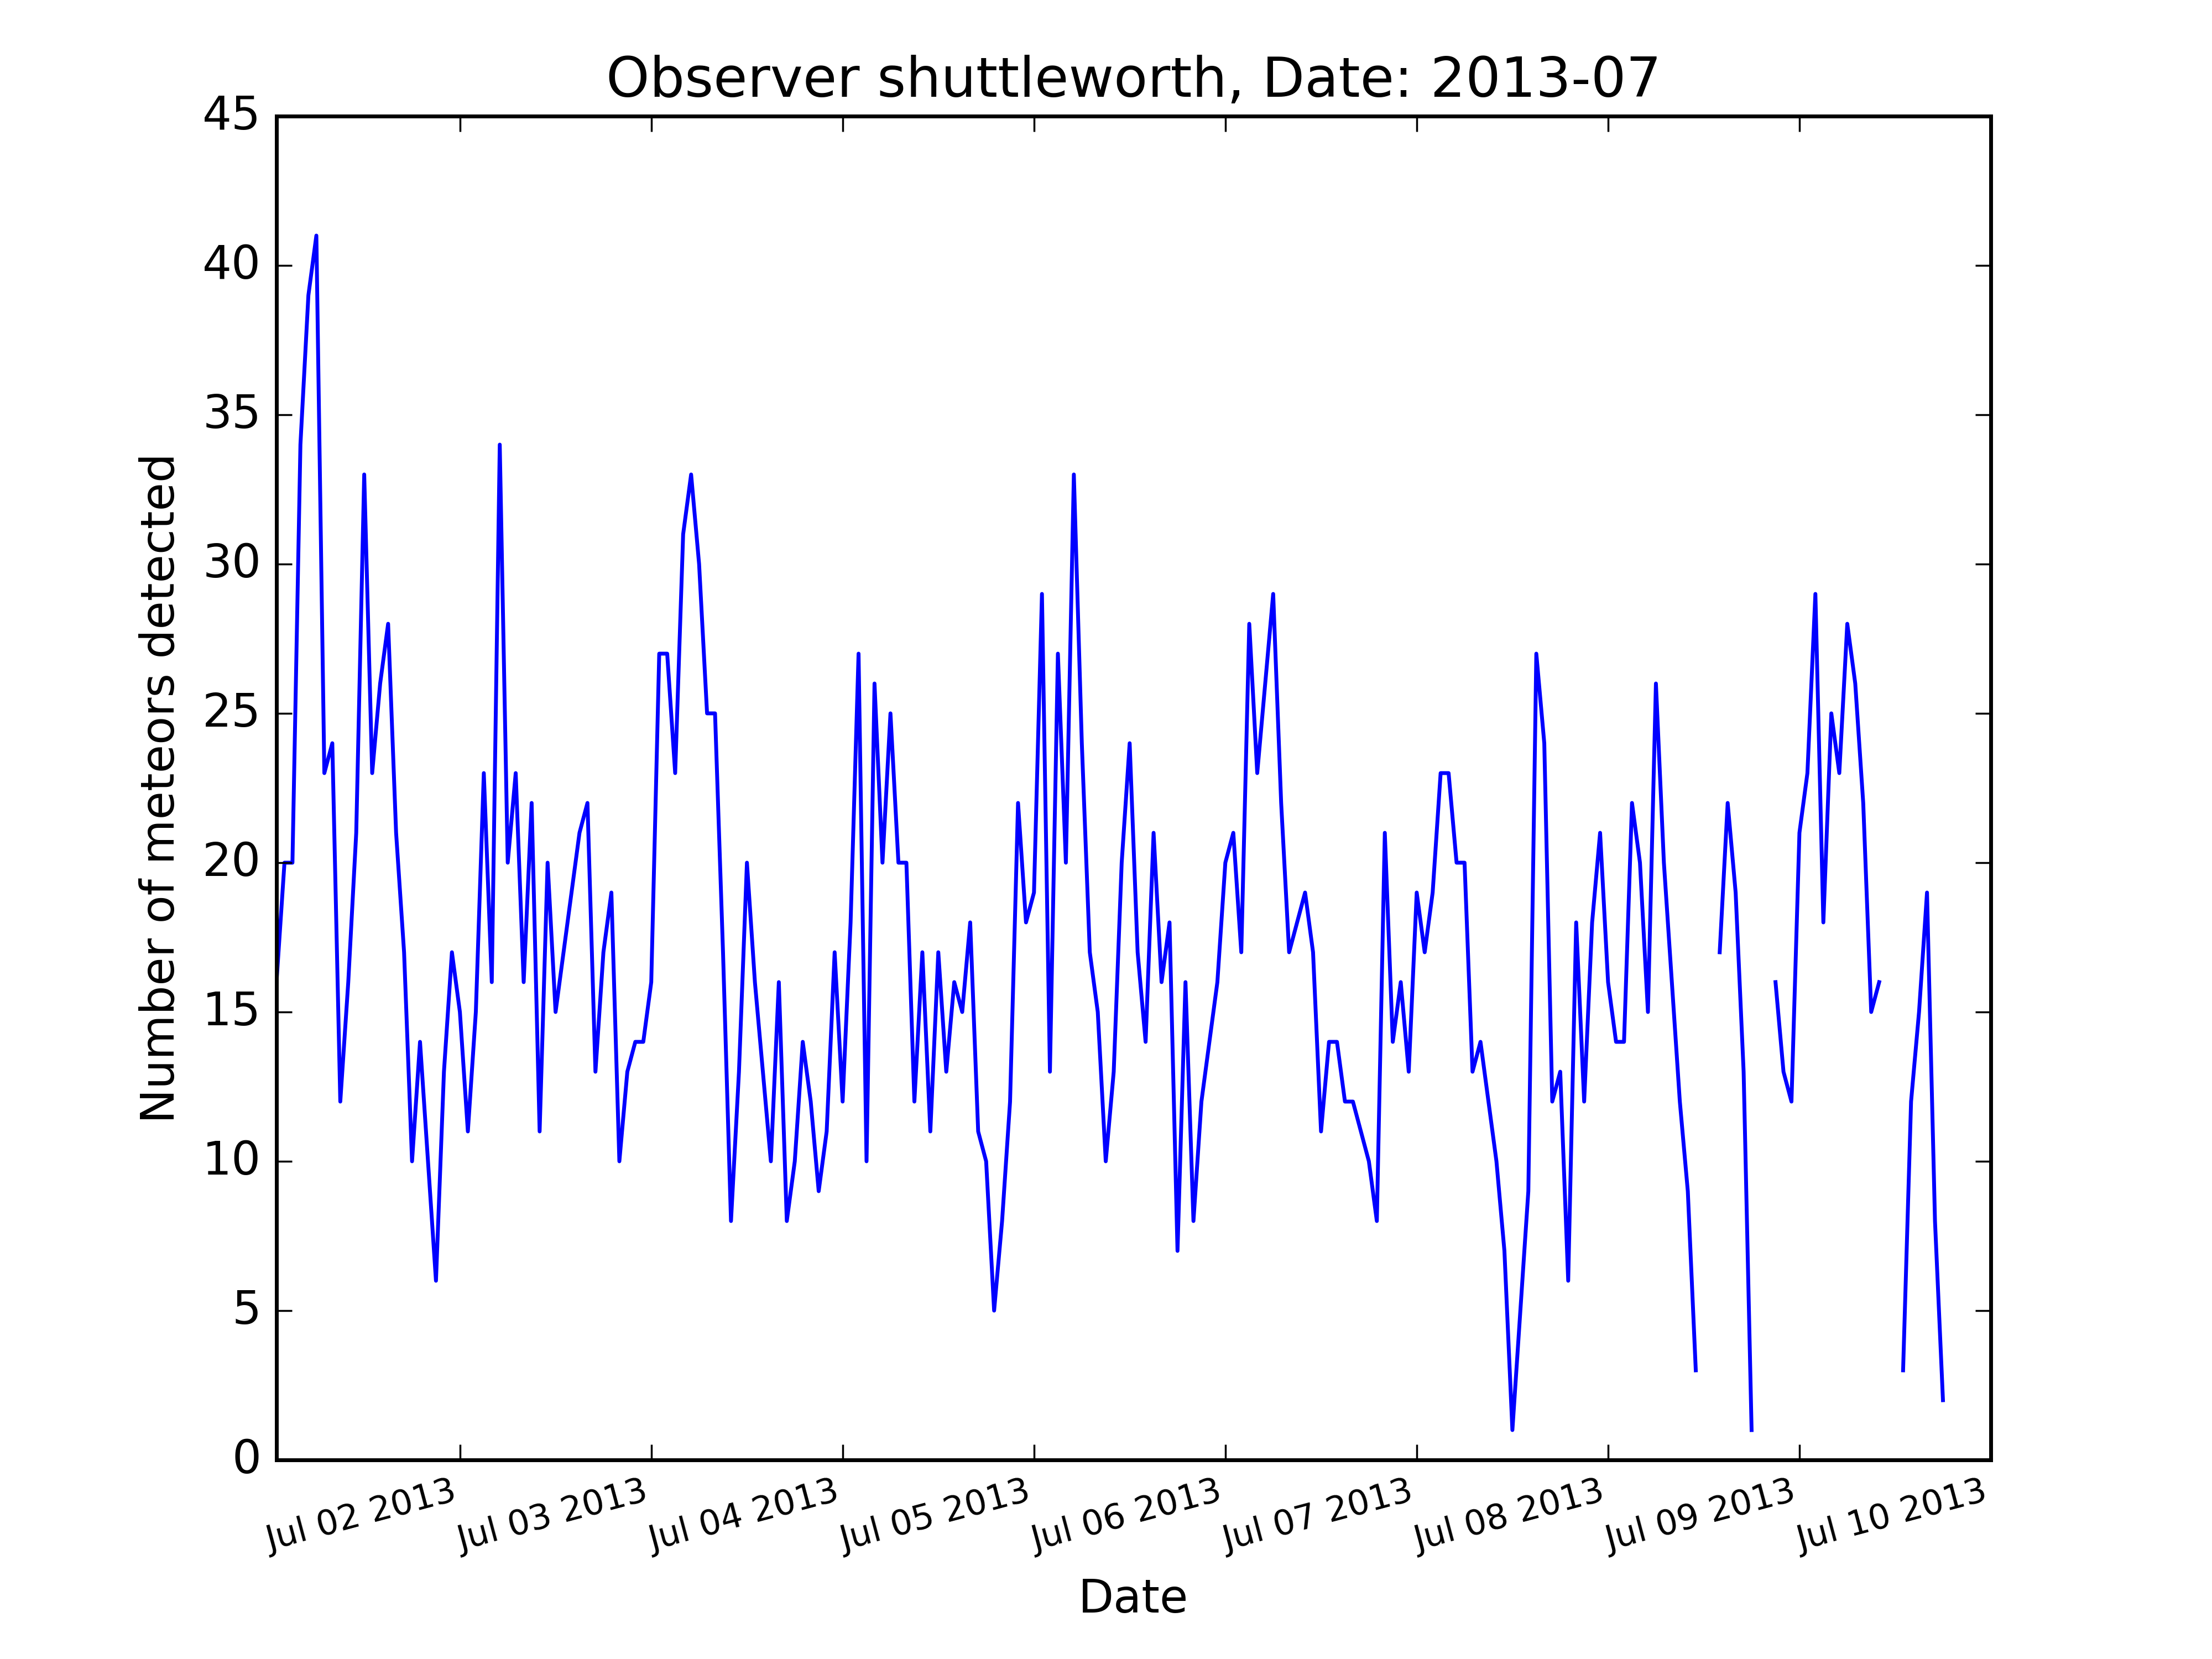 Observer shuttleworth, Date: 2013-07
45
40
35
30
25
20
15
10
5
0
Number of meteors detected
Jul 02 2013
Jul 03 2013
Jul 04 2013
Jul 05 2013
Jul 06 2013
Jul 07 2013
Jul 08 2013
Jul 09 2013
Jul 10 2013
Date